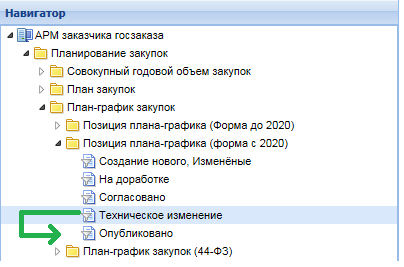 Навигатор
АРМ заказчика госзаказа
Планирование закупок
Совокупный годовой объем закупок
План закупок
План-график закупок
Позиция плана-графика (Форма до 2020)
Позиция плана-графика (форма с 2020)
Создание нового, Изменёные
На доработке
Согласовано
Техническое изменение
Опубликовано
План-график закупок (44-ФЗ)